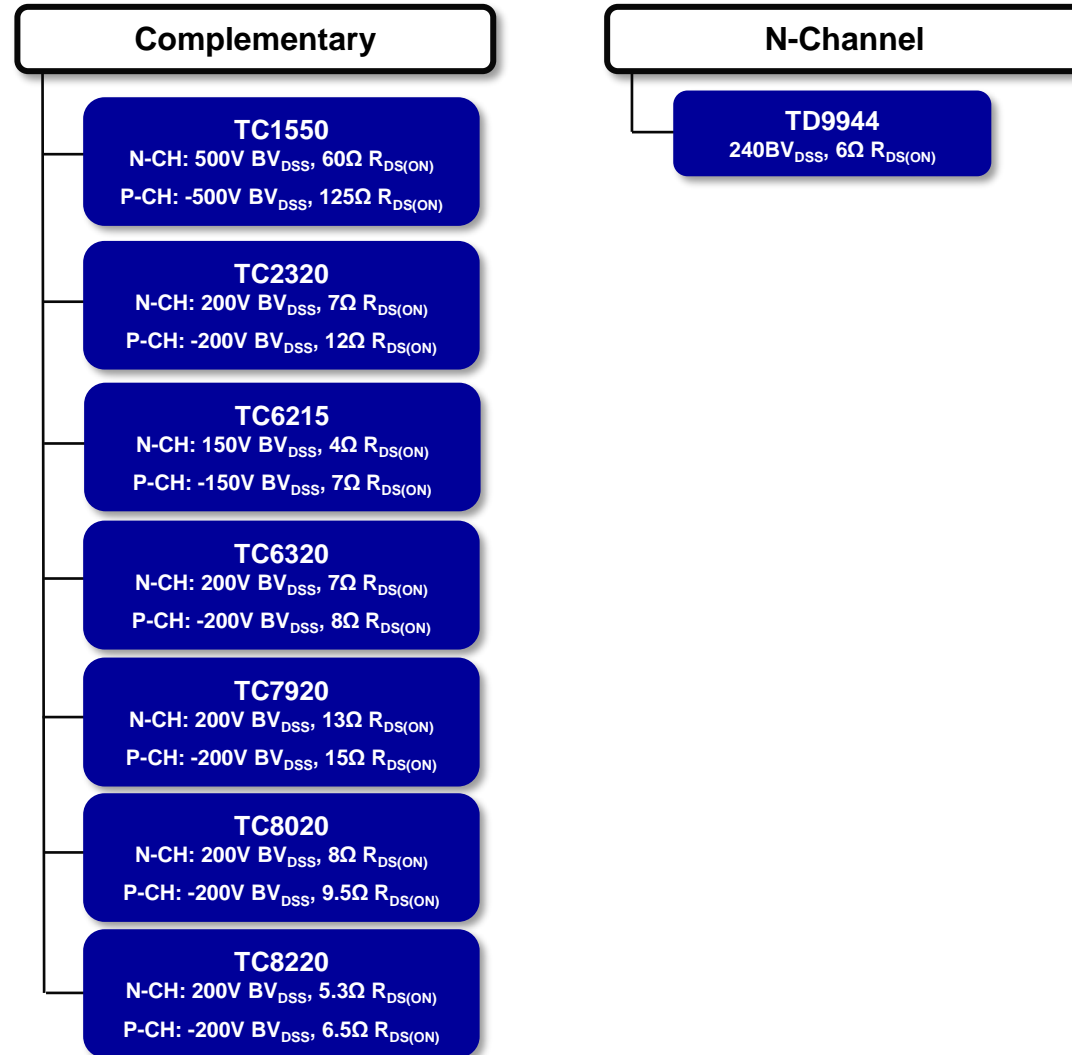 Complementary
TC1550
N-CH: 500V BVDSS, 60Ω RDS(ON)
P-CH: -500V BVDSS, 125Ω RDS(ON)
TC2320
N-CH: 200V BVDSS, 7Ω RDS(ON)
P-CH: -200V BVDSS, 12Ω RDS(ON)
TC6215
N-CH: 150V BVDSS, 4Ω RDS(ON)
P-CH: -150V BVDSS, 7Ω RDS(ON)
TC6320
N-CH: 200V BVDSS, 7Ω RDS(ON)
P-CH: -200V BVDSS, 8Ω RDS(ON)
TC7920
N-CH: 200V BVDSS, 13Ω RDS(ON)
P-CH: -200V BVDSS, 15Ω RDS(ON)
TC8020
N-CH: 200V BVDSS, 8Ω RDS(ON)
P-CH: -200V BVDSS, 9.5Ω RDS(ON)
TC8220
N-CH: 200V BVDSS, 5.3Ω RDS(ON)
P-CH: -200V BVDSS, 6.5Ω RDS(ON)
N-Channel
TD9944
240BVDSS, 6Ω RDS(ON)